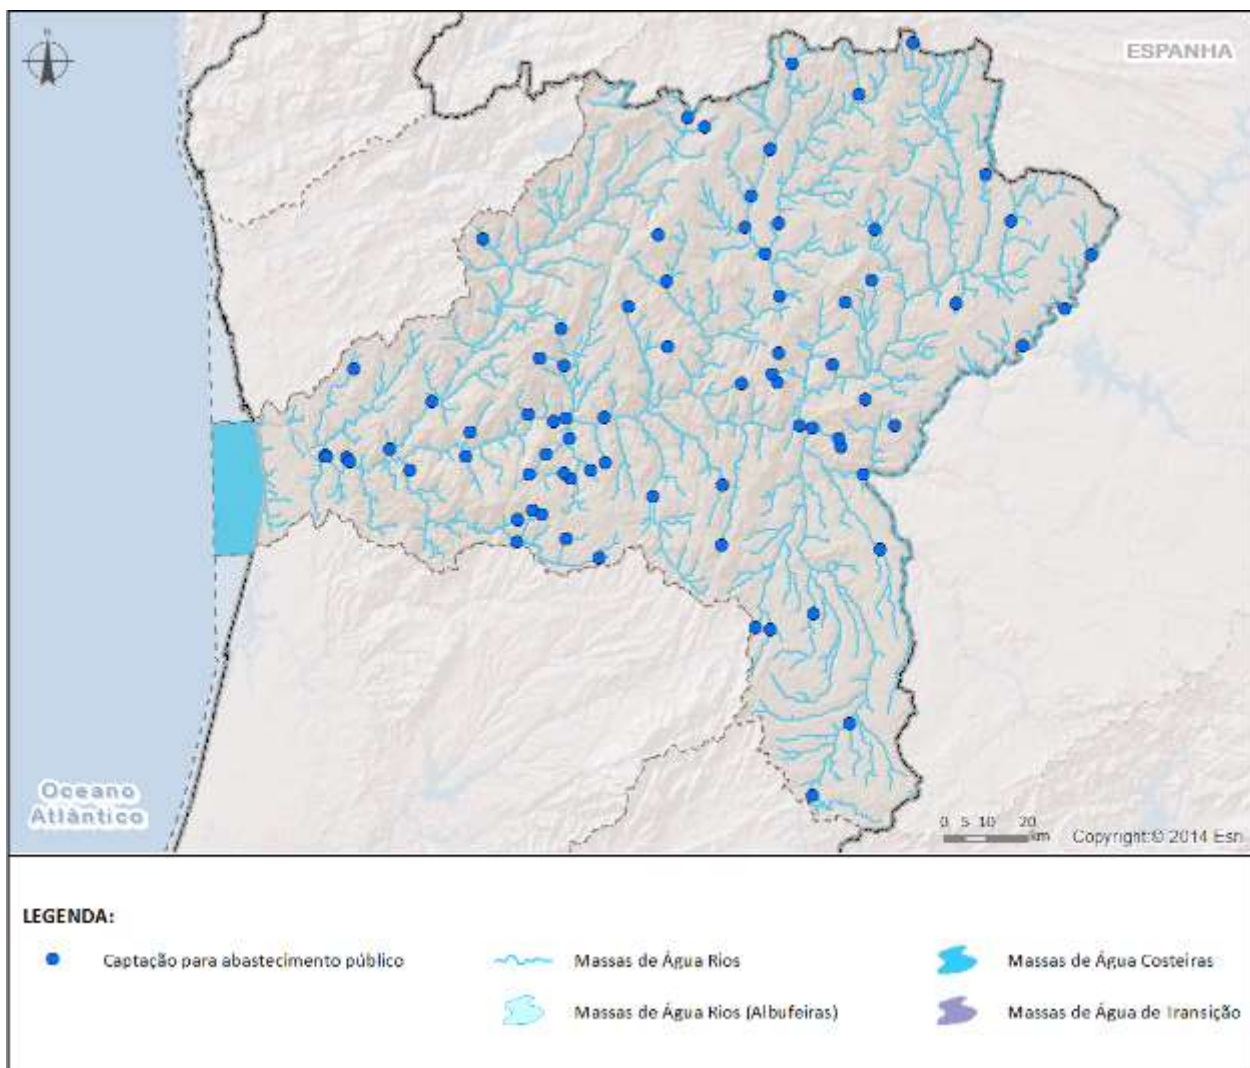 N
ESPANHA
Oceano
Atlântico
0 5 10 20
km
Copyright:© 2014 Esri
LEGENDA:
Captação para abastecimento público
Massas de Água Rios
Massas de Água Costeiras
Massas de Água Rios (Albufeiras)
Massas de Água de Transição